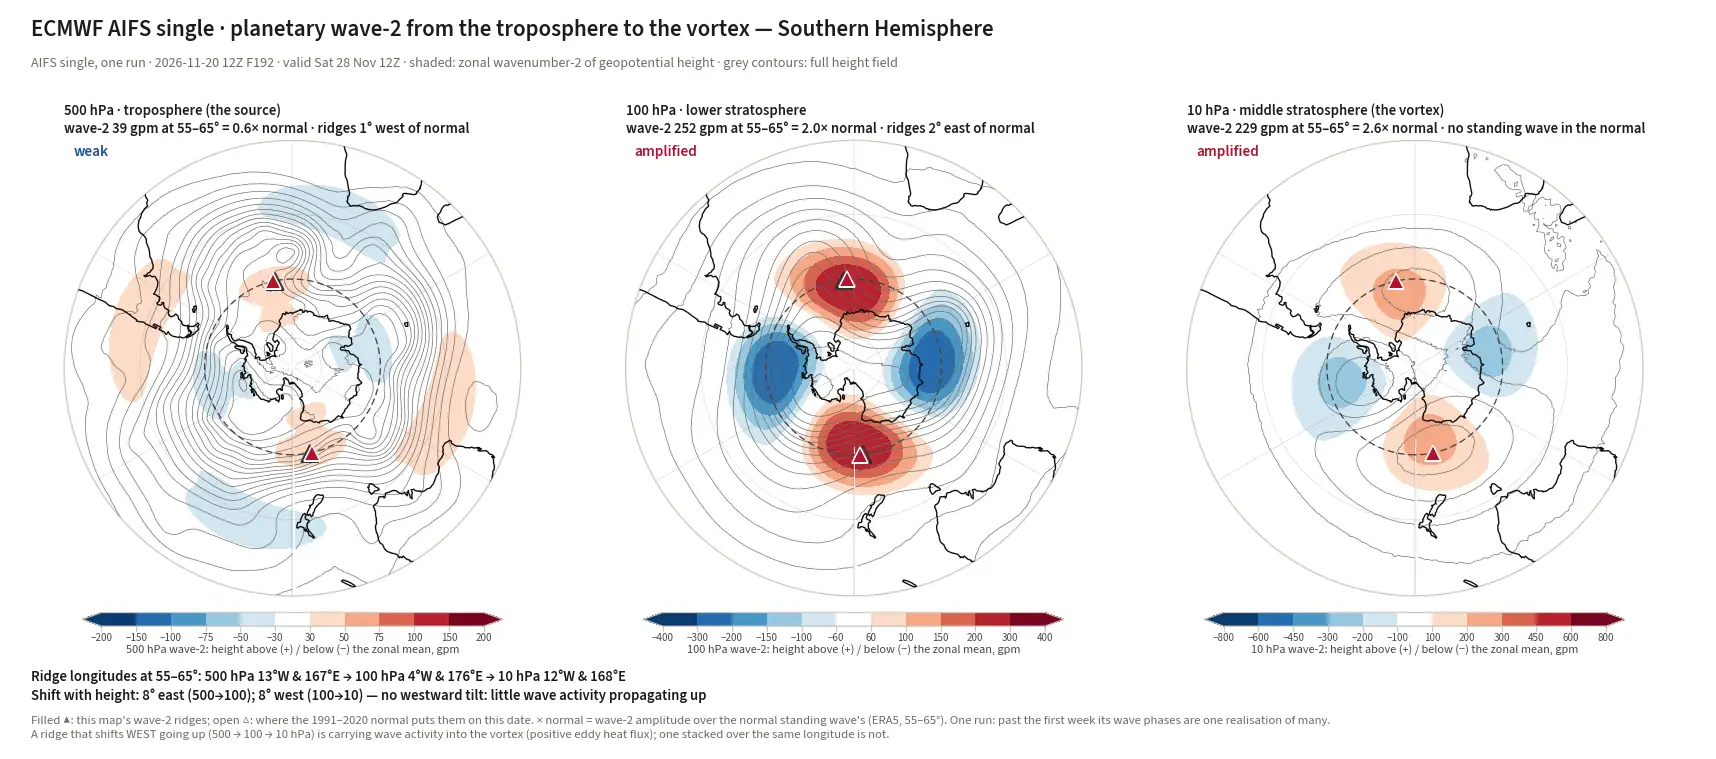 ECMWF AIFS single · planetary wave-2 from the troposphere to the vortex — Southern Hemisphere
AIFS single, one run · 2026-11-20 12Z F192 · valid Sat 28 Nov 12Z · shaded: zonal wavenumber-2 of geopotential height · grey contours: full height field
500 hPa · troposphere (the source)
wave-2 39 gpm at 55–65° = 0.6× normal · ridges 1° west of normal
weak
100 hPa · lower stratosphere
wave-2 252 gpm at 55–65° = 2.0× normal · ridges 2° east of normal
amplified
10 hPa · middle stratosphere (the vortex)
wave-2 229 gpm at 55–65° = 2.6× normal · no standing wave in the normal
amplified
−200 −150 −100 −75 −50 −30 30 50 75 100 150 200
500 hPa wave-2: height above (+) / below (−) the zonal mean, gpm
−400 −300 −200 −150 −100 −60 60 100 150 200 300 400
100 hPa wave-2: height above (+) / below (−) the zonal mean, gpm
−800 −600 −450 −300 −200 −100 100 200 300 450 600 800
10 hPa wave-2: height above (+) / below (−) the zonal mean, gpm
Ridge longitudes at 55–65°: 500 hPa 13°W & 167°E → 100 hPa 4°W & 176°E → 10 hPa 12°W & 168°E
Shift with height: 8° east (500→100); 8° west (100→10) — no westward tilt: little wave activity propagating up
Filled ▲: this map's wave-2 ridges; open △: where the 1991–2020 normal puts them on this date. × normal = wave-2 amplitude over the normal standing wave's (ERA5, 55–65°). One run: past the first week its wave phases are one realisation of many.
A ridge that shifts WEST going up (500 → 100 → 10 hPa) is carrying wave activity into the vortex (positive eddy heat flux); one stacked over the same longitude is not.